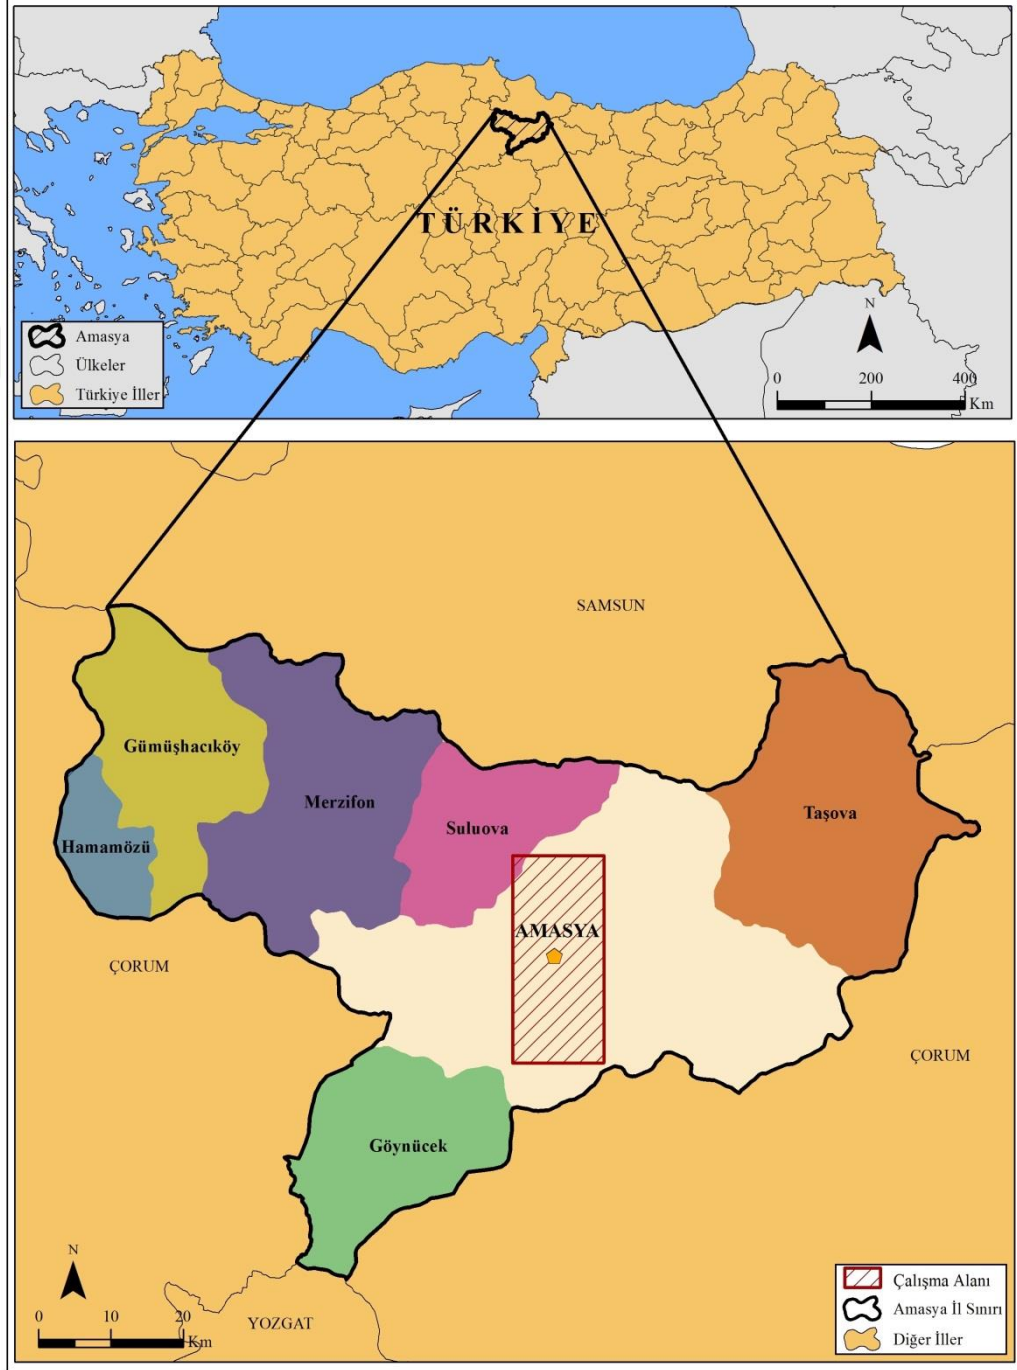 TÜRKİYE
Amasya
Ülkeler
Türkiye İller
N
0 200 400
Km
SAMSUN
Gümüşhacıköy
Merzifon
Taşova
Suluova
Hamamözü
AMASYA
ÇORUM
ÇORUM
Göynücek
N
0 10 20
Km
YOZGAT
Çalışma Alanı
Amasya İl Sınırı
Diğer İller